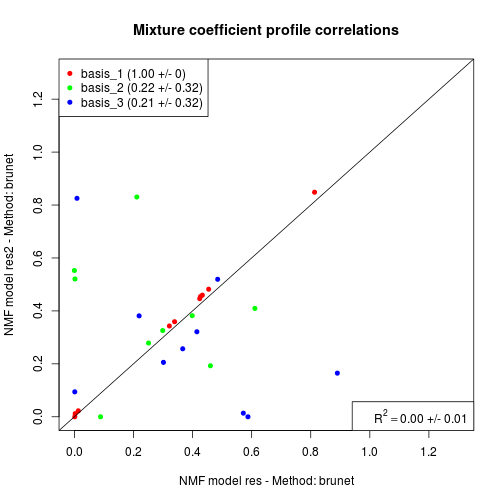 Mixture coefficient profile correlations
basis_1 (1.00 +/- 0)
basis_2 (0.22 +/- 0.32)
basis_3 (0.21 +/- 0.32)
NMF model res2 - Method: brunet
1.2
1.0
0.8
0.6
0.4
0.2
0.0
R² = 0.00 +/- 0.01
0.0 0.2 0.4 0.6 0.8 1.0 1.2
NMF model res - Method: brunet